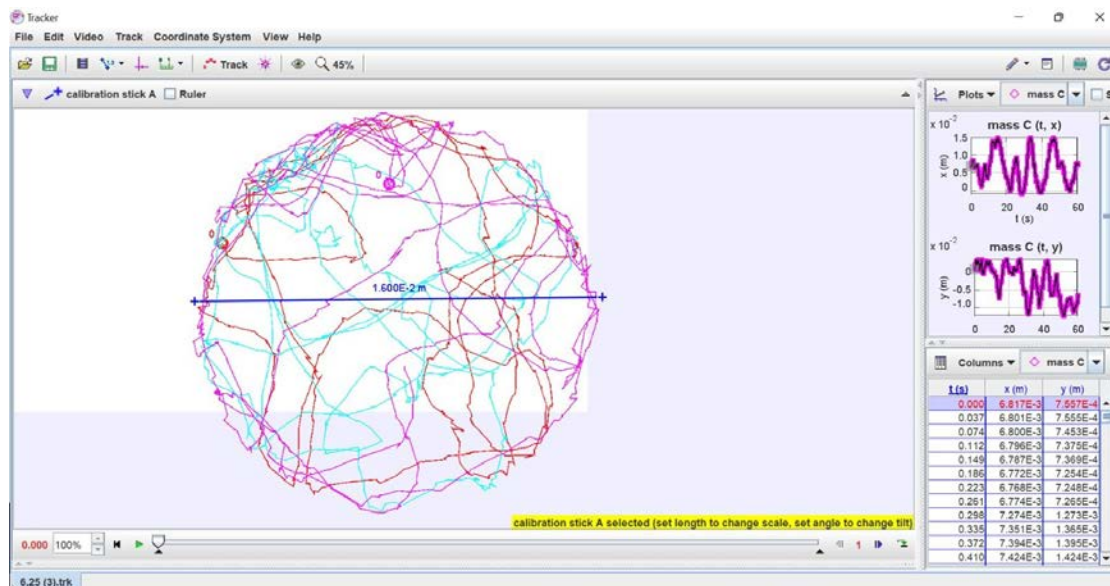 Tracker
File Edit Video Track Coordinate System View Help
Track 45%
calibration stick A Ruler
Plots mass C
x 10⁻²
mass C (t, x)
1.5
1.0
0.5
0
x (m)
0 20 40 60
t (s)
x 10⁻²
mass C (t, y)
0
-0.5
-1.0
y (m)
0 20 40 60
0
0
1.600E-2 m
Columns mass C
t (s) x (m) y (m)
0.000 6.817E-3 7.557E-4
0.037 6.801E-3 7.555E-4
0.074 6.800E-3 7.453E-4
0.112 6.796E-3 7.375E-4
0.149 6.787E-3 7.369E-4
0.186 6.772E-3 7.254E-4
0.223 6.768E-3 7.248E-4
0.261 6.774E-3 7.265E-4
0.298 7.274E-3 1.273E-3
0.335 7.351E-3 1.365E-3
0.372 7.394E-3 1.395E-3
0.410 7.424E-3 1.424E-3
calibration stick A selected (set length to change scale, set angle to change tilt)
0.000 100% 1
6.25 (3).trk